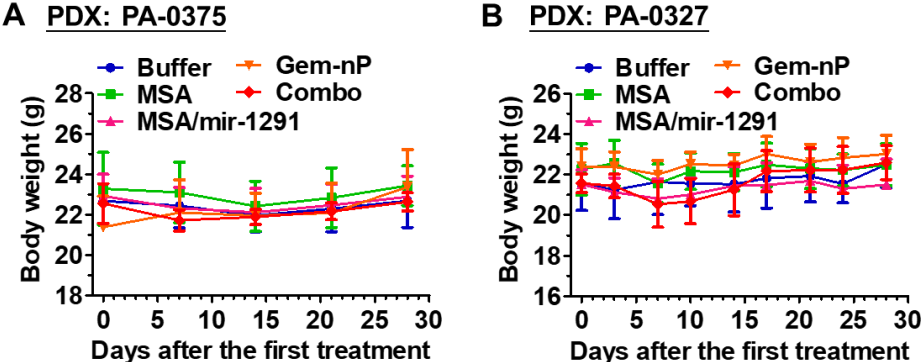 A PDX: PA-0375
Buffer Gem-nP
MSA Combo
MSA/mir-1291
Body weight (g)
28
26
24
22
20
18
0 5 10 15 20 25 30
Days after the first treatment
B PDX: PA-0327
Buffer Gem-nP
MSA Combo
MSA/mir-1291
Body weight (g)
26
24
22
20
18
16
0 5 10 15 20 25 30
Days after the first treatment